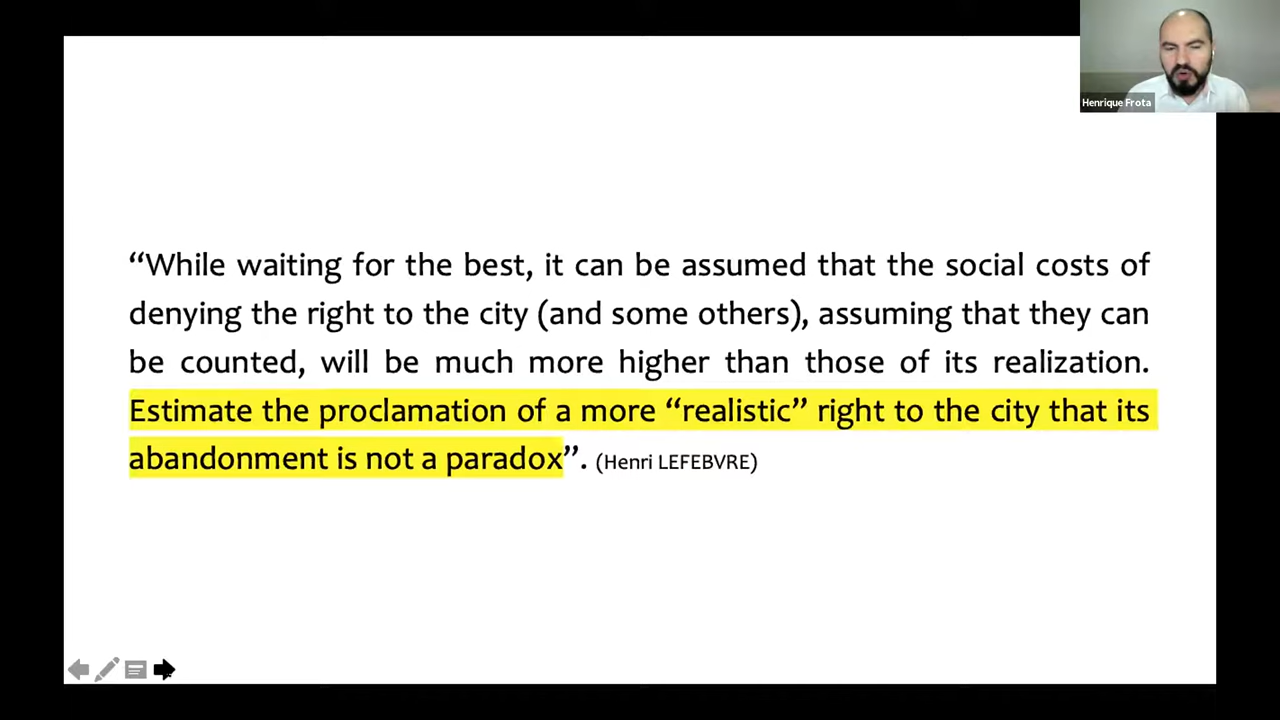 Henrique Frota
“While waiting for the best, it can be assumed that the social costs of
denying the right to the city (and some others), assuming that they can
be counted, will be much more higher than those of its realization.
Estimate the proclamation of a more “realistic” right to the city that its
abandonment is not a paradox”. (Henri LEFEBVRE)